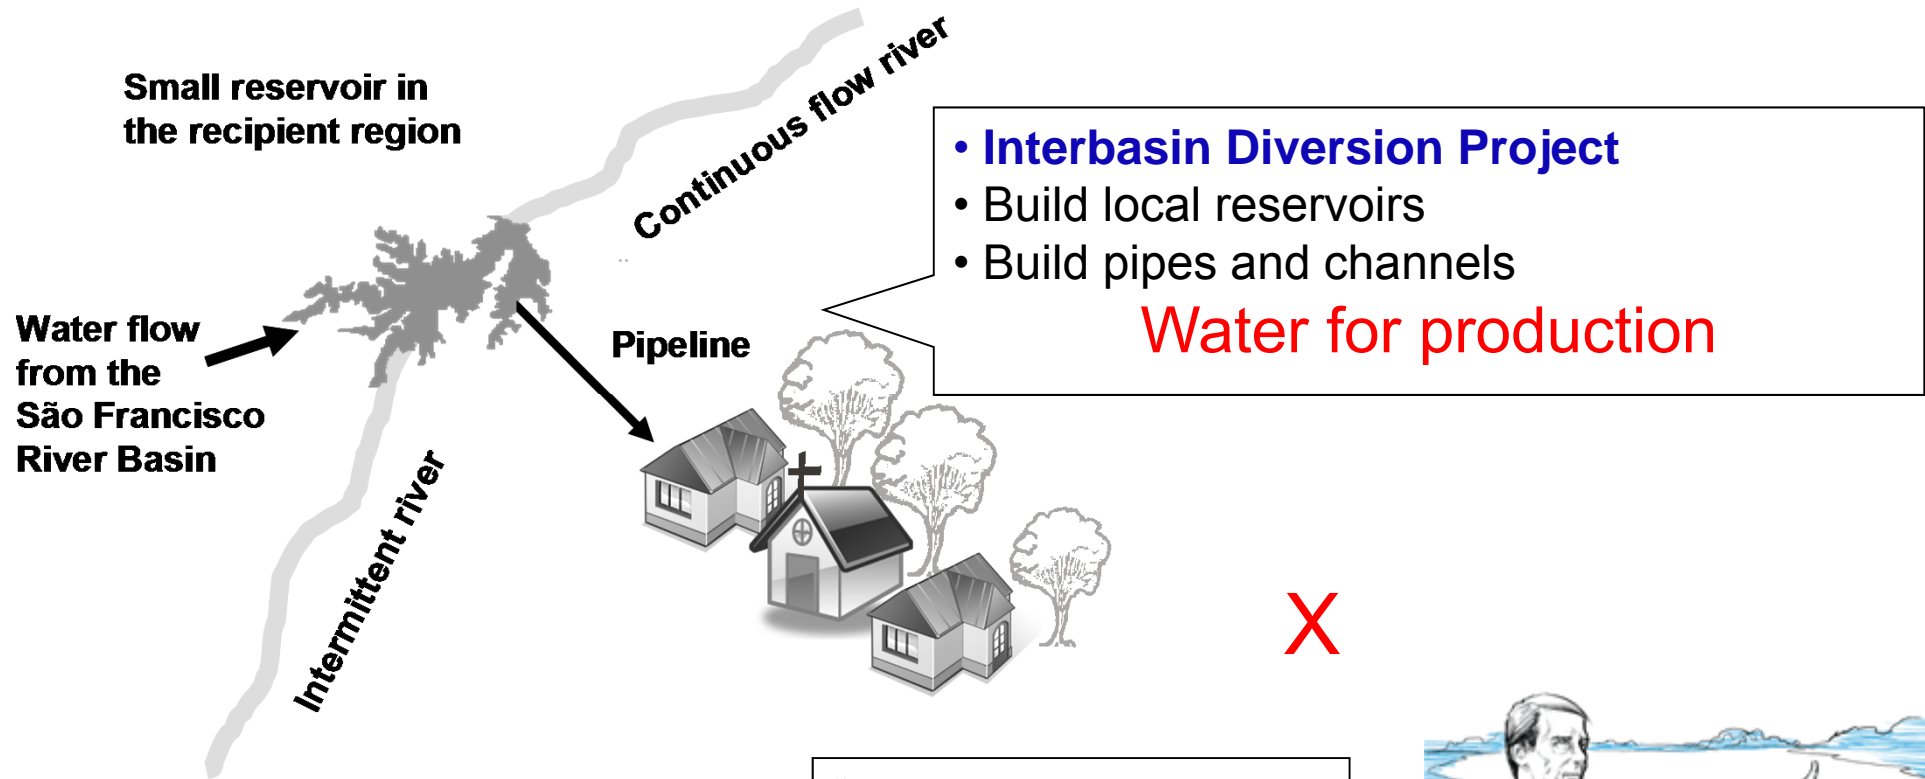 Small reservoir in
the recipient region
Continuous flow river
• Interbasin Diversion Project
• Build local reservoirs
• Build pipes and channels
Water for production
Water flow
from the
São Francisco
River Basin
Pipeline
Intermittent river
X